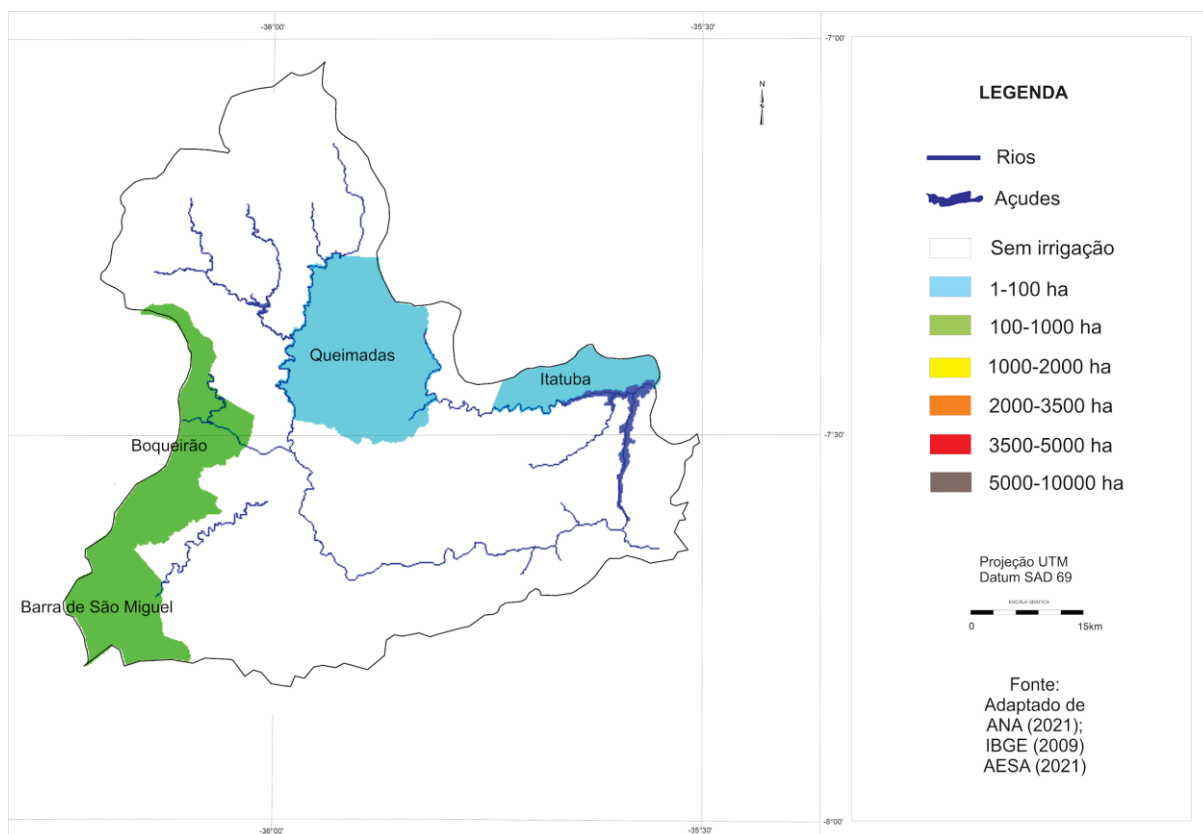 -36°00'
-35°30'
-7°00'
N
LEGENDA
Rios
Açudes
Sem irrigação
1-100 ha
100-1000 ha
1000-2000 ha
2000-3500 ha
3500-5000 ha
5000-10000 ha
Queimadas
Itatuba
Boqueirão
Barra de São Miguel
-7°30'
Projeção UTM
Datum SAD 69
ESCALA GRÁFICA
0 15km
Fonte:
Adaptado de
ANA (2021);
IBGE (2009)
AESA (2021)
-36°00'
-35°30'
-8°00'